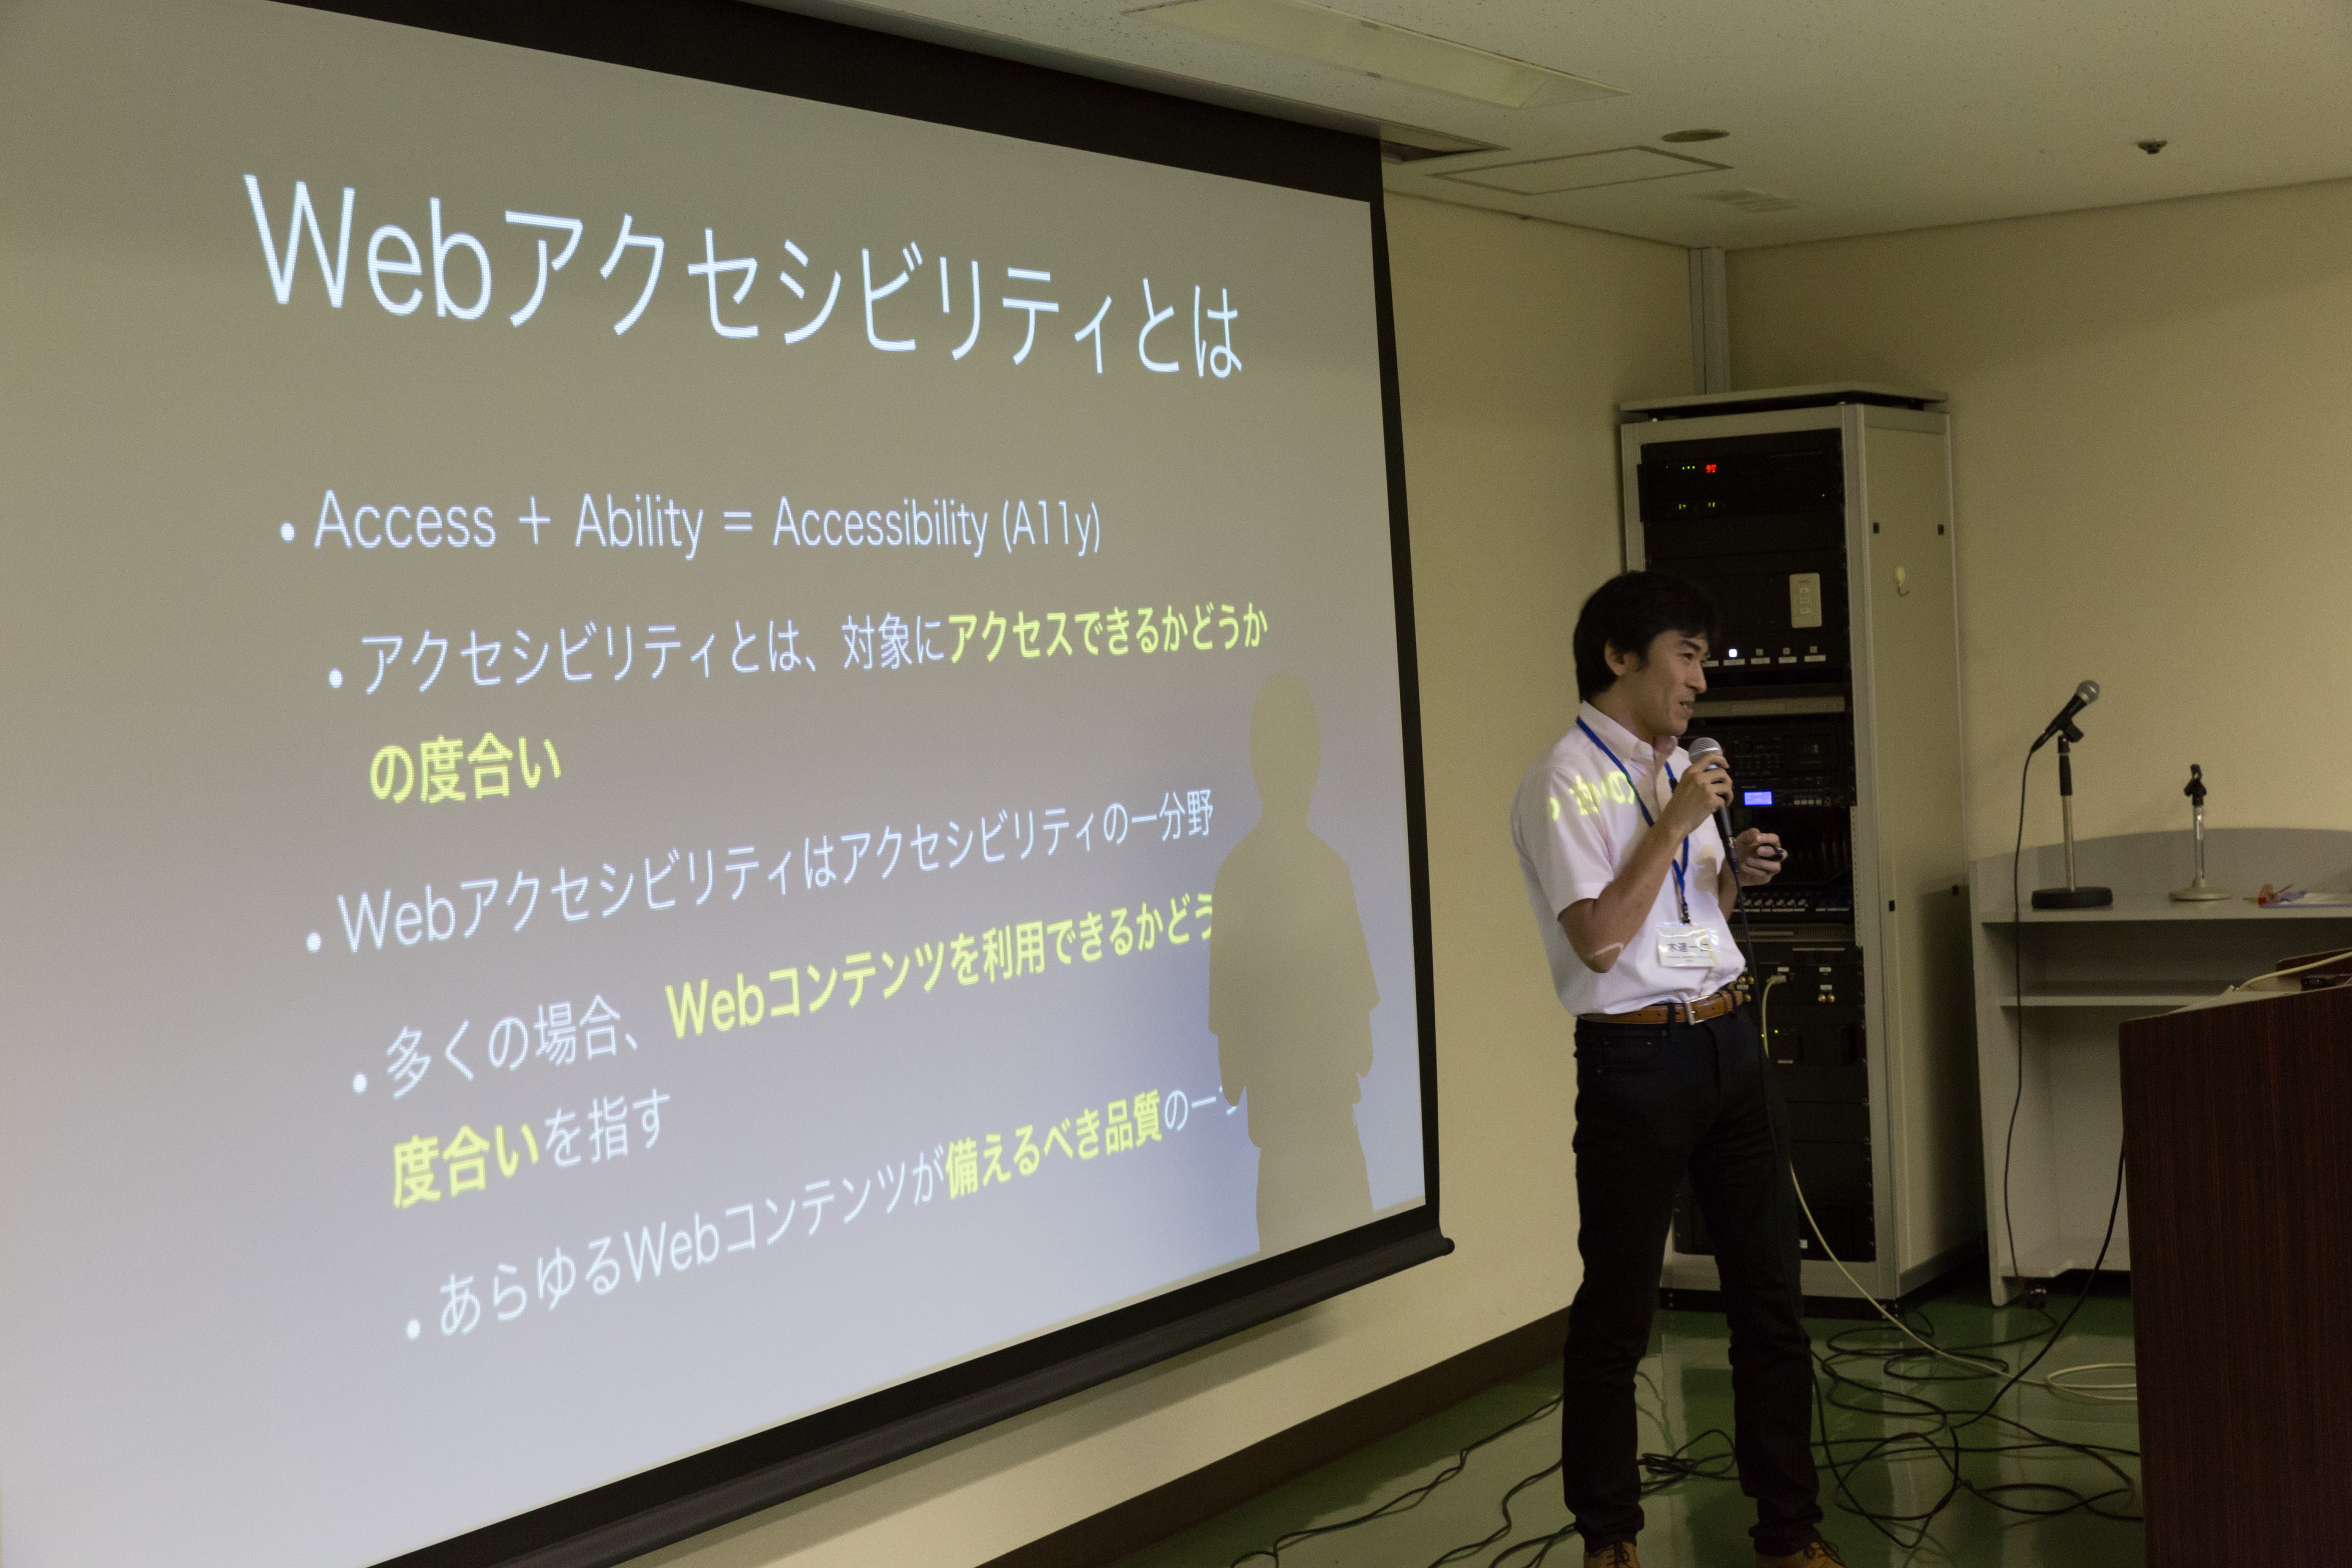 Webアクセシビリティとは
• Access + Ability = Accessibility (A11y)
• アクセシビリティとは、対象にアクセスできるかどうか
の度合い
• Webアクセシビリティはアクセシビリティの一分野
• 多くの場合、Webコンテンツを利用できるかどう
度合いを指す
• あらゆるWebコンテンツが備えるべき品質の一つ
木達一